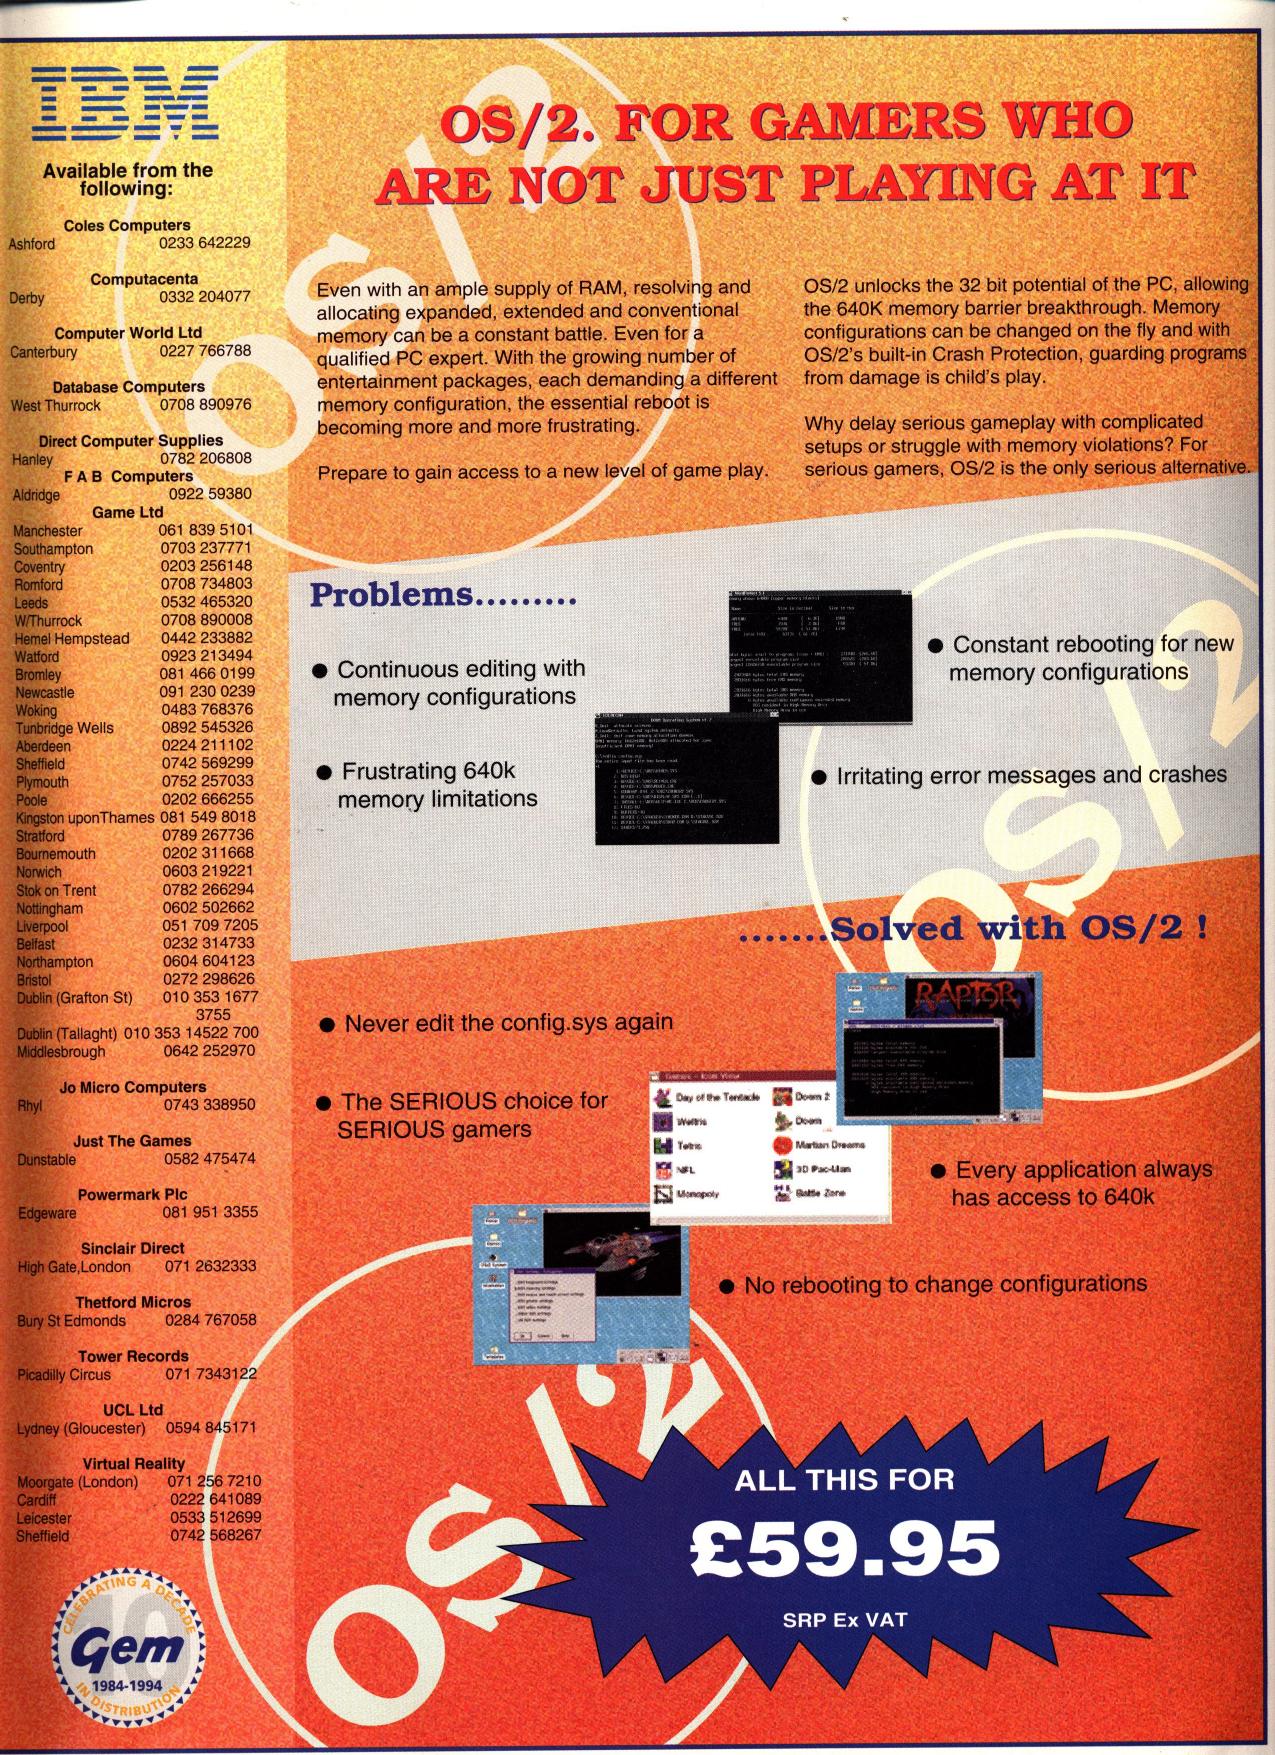 IBM
Available from the
following:
Coles Computers
Ashford 0233 642229
Computacenta
Derby 0332 204077
Computer World Ltd
Canterbury 0227 766788
Database Computers
West Thurrock 0708 890976
Direct Computer Supplies
Hanley 0782 206808
F A B Computers
Aldridge 0922 59380
Game Ltd
Manchester 061 839 5101
Southampton 0703 237771
Coventry 0203 256148
Romford 0708 734803
Leeds 0532 465320
W/Thurrock 0708 890008
Hemel Hempstead 0442 233882
Watford 0923 213494
Bromley 081 466 0199
Newcastle 091 230 0239
Woking 0483 768376
Tunbridge Wells 0892 545326
Aberdeen 0224 211102
Sheffield 0742 569299
Plymouth 0752 257033
Poole 0202 666255
Kingston uponThames 081 549 8018
Stratford 0789 267736
Bournemouth 0202 311668
Norwich 0603 219221
Stok on Trent 0782 266294
Nottingham 0602 502662
Liverpool 051 709 7205
Belfast 0232 314733
Northampton 0604 604123
Bristol 0272 298626
Dublin (Grafton St) 010 353 1677
3755
Dublin (Tallaght) 010 353 14522 700
Middlesbrough 0642 252970
Jo Micro Computers
Rhyl 0743 338950
Just The Games
Dunstable 0582 475474
Powermark Plc
Edgeware 081 951 3355
Sinclair Direct
High Gate,London 071 2632333
Thetford Micros
Bury St Edmonds 0284 767058
Tower Records
Picadilly Circus 071 7343122
UCL Ltd
Lydney (Gloucester) 0594 845171
Virtual Reality
Moorgate (London) 071 256 7210
Cardiff 0222 641089
Leicester 0533 512699
Sheffield 0742 568267
CELEBRATING A DECADE
10
Gem
1984-1994
IN DISTRIBUTION
OS/2
OS/2. FOR GAMERS WHO
ARE NOT JUST PLAYING AT IT
Even with an ample supply of RAM, resolving and
allocating expanded, extended and conventional
memory can be a constant battle. Even for a
qualified PC expert. With the growing number of
entertainment packages, each demanding a different
memory configuration, the essential reboot is
becoming more and more frustrating.
Prepare to gain access to a new level of game play.
OS/2 unlocks the 32 bit potential of the PC, allowing
the 640K memory barrier breakthrough. Memory
configurations can be changed on the fly and with
OS/2's built-in Crash Protection, guarding programs
from damage is child's play.
Why delay serious gameplay with complicated
setups or struggle with memory violations? For
serious gamers, OS/2 is the only serious alternative.
OS/2
Problems.........
● Continuous editing with
memory configurations
● Frustrating 640k
memory limitations
● Constant rebooting for new
memory configurations
● Irritating error messages and crashes
.......Solved with OS/2 !
● Never edit the config.sys again
● The SERIOUS choice for
SERIOUS gamers
RAPTOR
Day of the Tentacle Doom 2
Welltris Doom
Tetris Martian Dreams
NFL 3D Pac-Man
Monopoly Battle Zone
● Every application always
has access to 640k
● No rebooting to change configurations
OS/2
ALL THIS FOR
£59.95
SRP Ex VAT